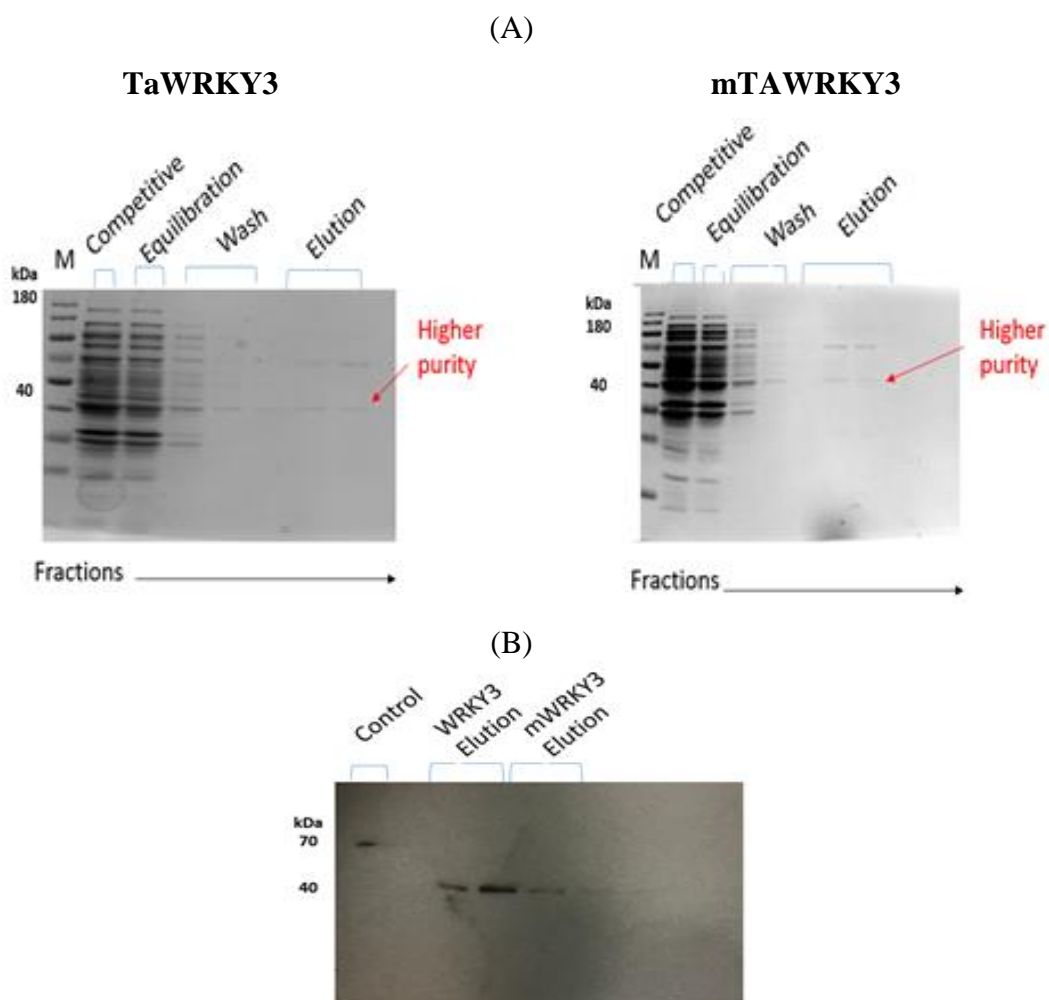 (A)
TaWRKY3
mTAWRKY3
M
Competitive
Equilibration
Wash
Elution
kDa
180
40
Higher
purity
Fractions
M
Competitive
Equilibration
Wash
Elution
kDa
180
40
Higher
purity
Fractions
(B)
Control
WRKY3
Elution
mWRKY3
Elution
kDa
70
40